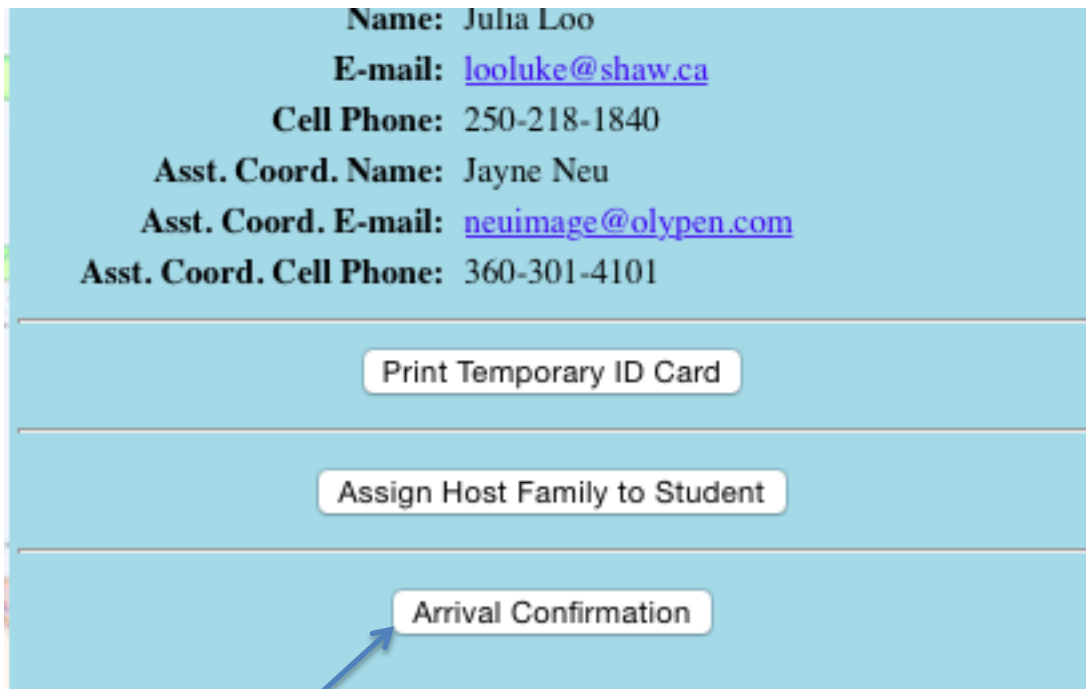 Name: Julia Loo
E-mail: looluke@shaw.ca
Cell Phone: 250-218-1840
Asst. Coord. Name: Jayne Neu
Asst. Coord. E-mail: neuimage@olypen.com
Asst. Coord. Cell Phone: 360-301-4101
Print Temporary ID Card
Assign Host Family to Student
Arrival Confirmation